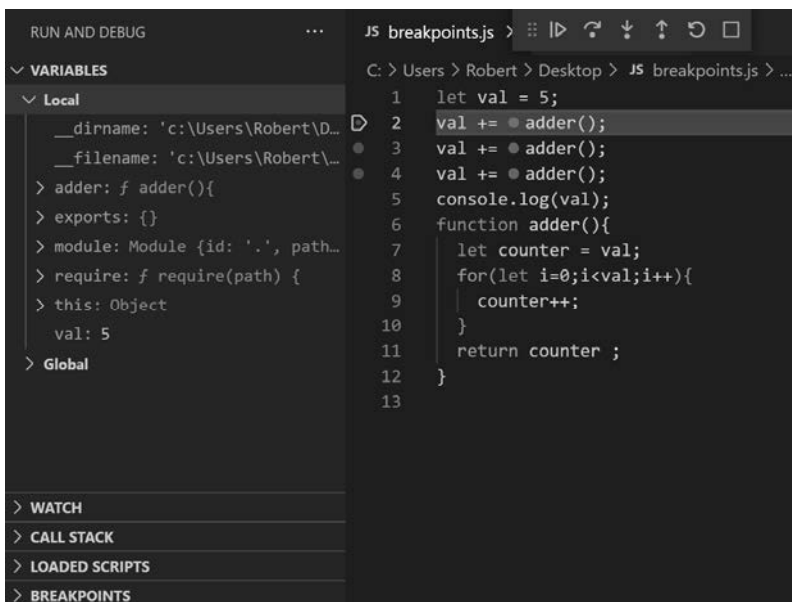 RUN AND DEBUG ...
VARIABLES
Local
__dirname: 'c:\Users\Robert\D…
__filename: 'c:\Users\Robert\…
adder: ƒ adder(){
exports: {}
module: Module {id: '.', path…
require: ƒ require(path) {
this: Object
val: 5
Global
WATCH
CALL STACK
LOADED SCRIPTS
BREAKPOINTS
JS breakpoints.js
C: > Users > Robert > Desktop > JS breakpoints.js > ...
1 let val = 5;
2 val += adder();
3 val += adder();
4 val += adder();
5 console.log(val);
6 function adder(){
7 let counter = val;
8 for(let i=0;i<val;i++){
9 counter++;
10 }
11 return counter ;
12 }
13